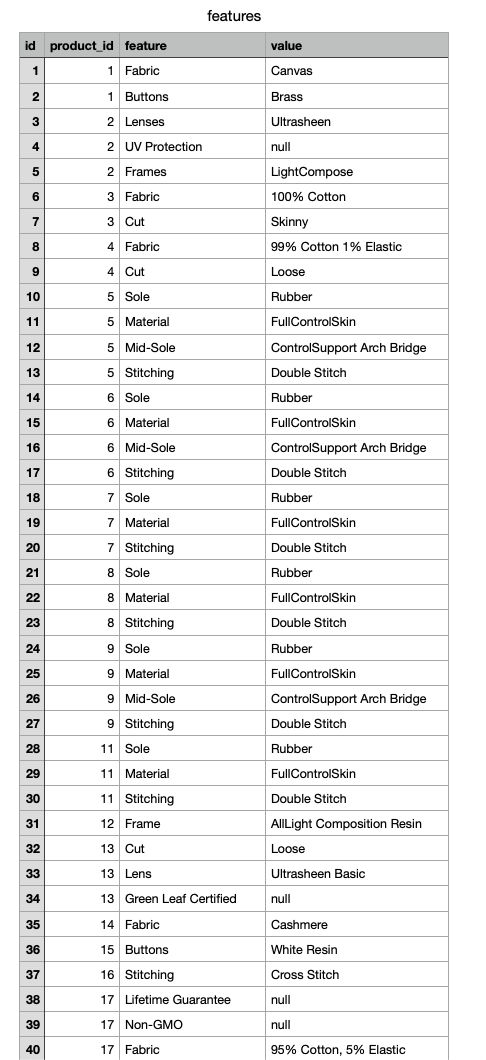 features
id product_id feature value
1 1 Fabric Canvas
2 1 Buttons Brass
3 2 Lenses Ultrasheen
4 2 UV Protection null
5 2 Frames LightCompose
6 3 Fabric 100% Cotton
7 3 Cut Skinny
8 4 Fabric 99% Cotton 1% Elastic
9 4 Cut Loose
10 5 Sole Rubber
11 5 Material FullControlSkin
12 5 Mid-Sole ControlSupport Arch Bridge
13 5 Stitching Double Stitch
14 6 Sole Rubber
15 6 Material FullControlSkin
16 6 Mid-Sole ControlSupport Arch Bridge
17 6 Stitching Double Stitch
18 7 Sole Rubber
19 7 Material FullControlSkin
20 7 Stitching Double Stitch
21 8 Sole Rubber
22 8 Material FullControlSkin
23 8 Stitching Double Stitch
24 9 Sole Rubber
25 9 Material FullControlSkin
26 9 Mid-Sole ControlSupport Arch Bridge
27 9 Stitching Double Stitch
28 11 Sole Rubber
29 11 Material FullControlSkin
30 11 Stitching Double Stitch
31 12 Frame AllLight Composition Resin
32 13 Cut Loose
33 13 Lens Ultrasheen Basic
34 13 Green Leaf Certified null
35 14 Fabric Cashmere
36 15 Buttons White Resin
37 16 Stitching Cross Stitch
38 17 Lifetime Guarantee null
39 17 Non-GMO null
40 17 Fabric 95% Cotton, 5% Elastic